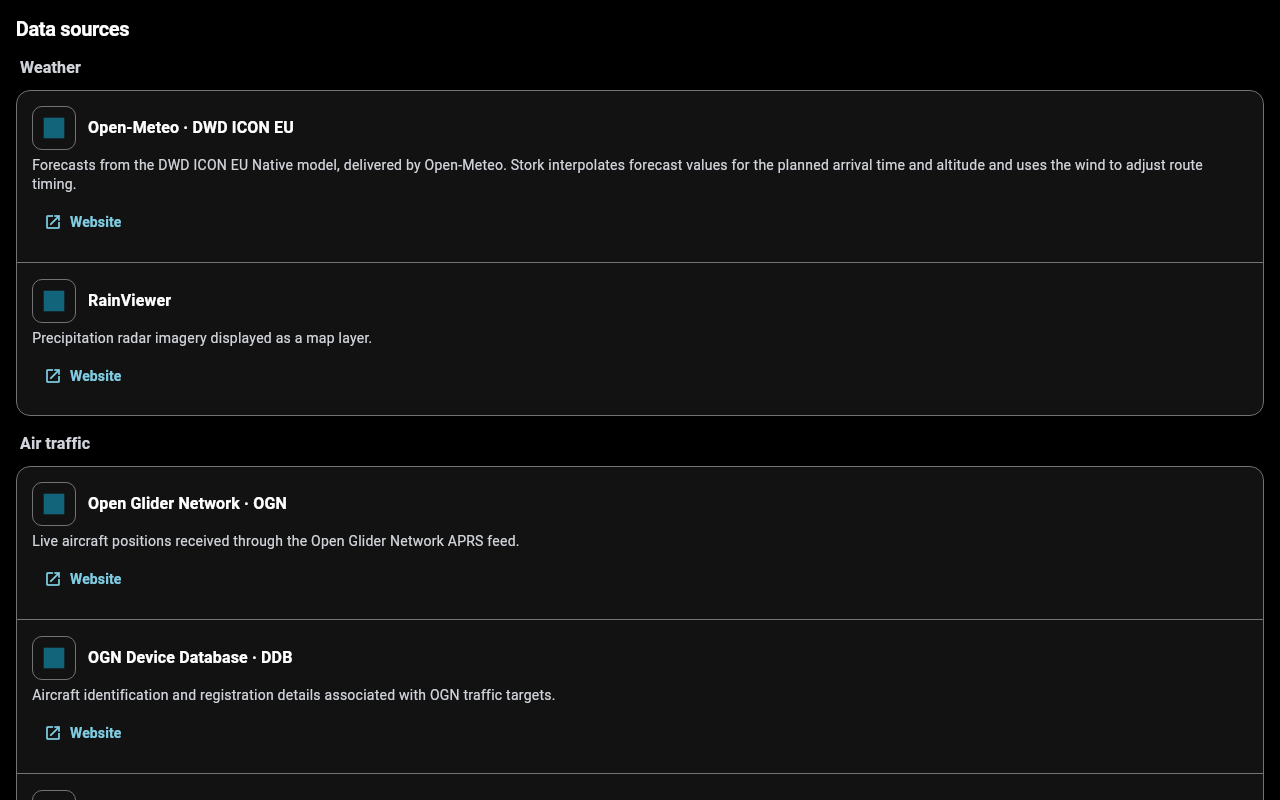 Data sources
Weather
Open-Meteo · DWD ICON EU
Forecasts from the DWD ICON EU Native model, delivered by Open-Meteo. Stork interpolates forecast values for the planned arrival time and altitude and uses the wind to adjust route
timing.
Website
RainViewer
Precipitation radar imagery displayed as a map layer.
Website
Air traffic
Open Glider Network · OGN
Live aircraft positions received through the Open Glider Network APRS feed.
Website
OGN Device Database · DDB
Aircraft identification and registration details associated with OGN traffic targets.
Website